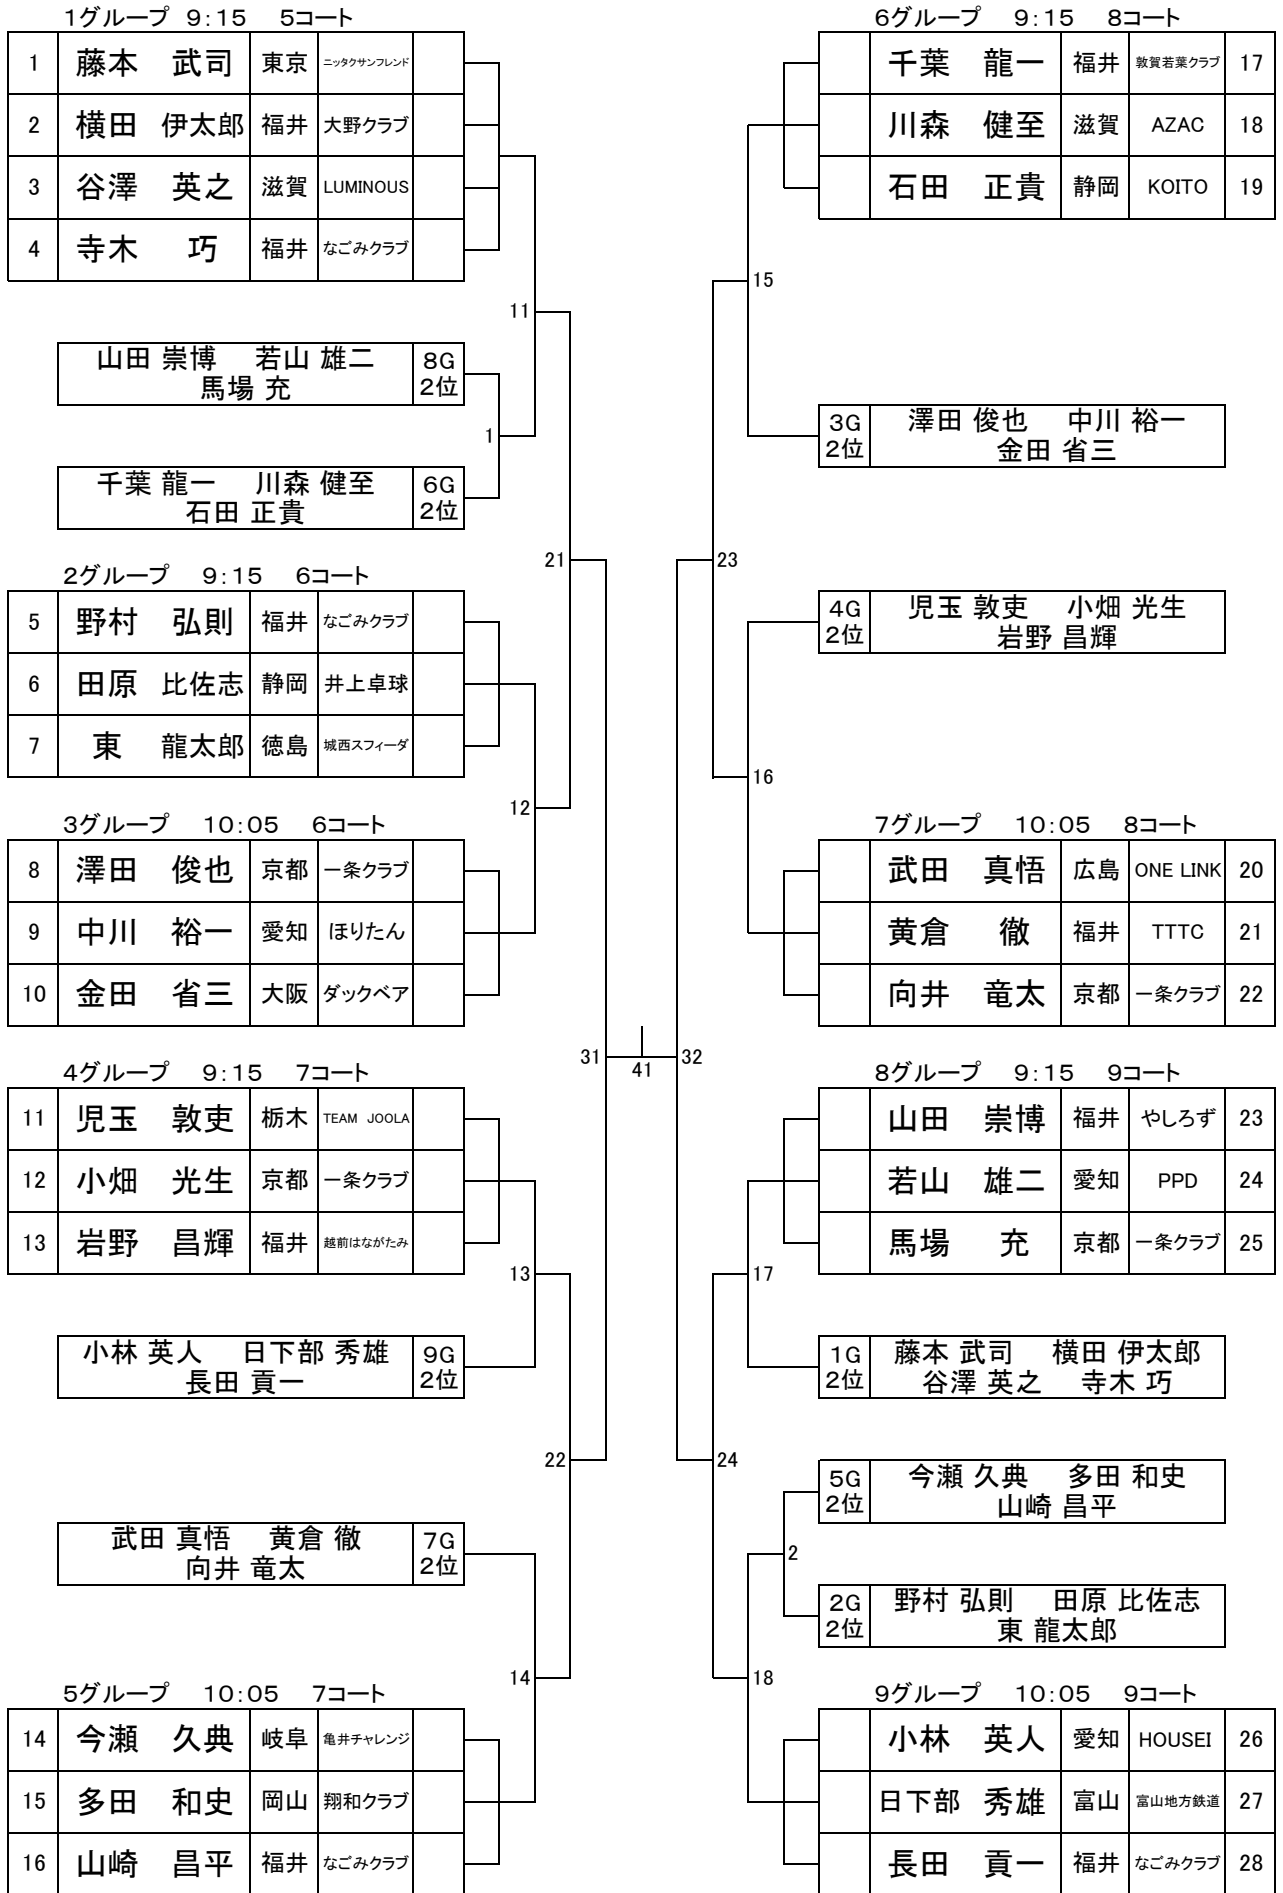 1グループ 9:15 5コート
1 藤本 武司 東京 ニッタクサンフレンド
2 横田 伊太郎 福井 大野クラブ
3 谷澤 英之 滋賀 LUMINOUS
4 寺木 巧 福井 なごみクラブ
11
山田 崇博 若山 雄二
馬場 充
8G
2位
1
千葉 龍一 川森 健至
石田 正貴
6G
2位
21
2グループ 9:15 6コート
5 野村 弘則 福井 なごみクラブ
6 田原 比佐志 静岡 井上卓球
7 東 龍太郎 徳島 城西スフィーダ
12
3グループ 10:05 6コート
8 澤田 俊也 京都 一条クラブ
9 中川 裕一 愛知 ほりたん
10 金田 省三 大阪 ダックベア
31
41
32
4グループ 9:15 7コート
11 児玉 敦吏 栃木 TEAM JOOLA
12 小畑 光生 京都 一条クラブ
13 岩野 昌輝 福井 越前はながたみ
13
小林 英人 日下部 秀雄
長田 貢一
9G
2位
22
武田 真悟 黄倉 徹
向井 竜太
7G
2位
14
5グループ 10:05 7コート
14 今瀬 久典 岐阜 亀井チャレンジ
15 多田 和史 岡山 翔和クラブ
16 山崎 昌平 福井 なごみクラブ
6グループ 9:15 8コート
千葉 龍一 福井 敦賀若葉クラブ 17
川森 健至 滋賀 AZAC 18
石田 正貴 静岡 KOITO 19
15
3G
2位
澤田 俊也 中川 裕一
金田 省三
23
4G
2位
児玉 敦吏 小畑 光生
岩野 昌輝
16
7グループ 10:05 8コート
武田 真悟 広島 ONE LINK 20
黄倉 徹 福井 TTTC 21
向井 竜太 京都 一条クラブ 22
8グループ 9:15 9コート
山田 崇博 福井 やしろず 23
若山 雄二 愛知 PPD 24
馬場 充 京都 一条クラブ 25
17
1G
2位
藤本 武司 横田 伊太郎
谷澤 英之 寺木 巧
24
5G
2位
今瀬 久典 多田 和史
山崎 昌平
2
2G
2位
野村 弘則 田原 比佐志
東 龍太郎
18
9グループ 10:05 9コート
小林 英人 愛知 HOUSEI 26
日下部 秀雄 富山 富山地方鉄道 27
長田 貢一 福井 なごみクラブ 28